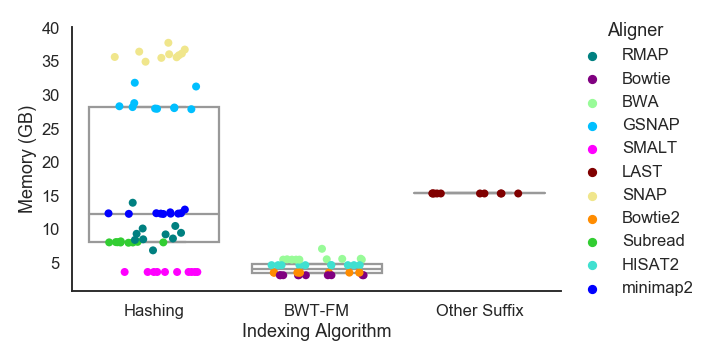 40
35
30
25
20
15
10
5
Memory (GB)
Hashing
BWT-FM
Other Suffix
Indexing Algorithm
Aligner
RMAP
Bowtie
BWA
GSNAP
SMALT
LAST
SNAP
Bowtie2
Subread
HISAT2
minimap2